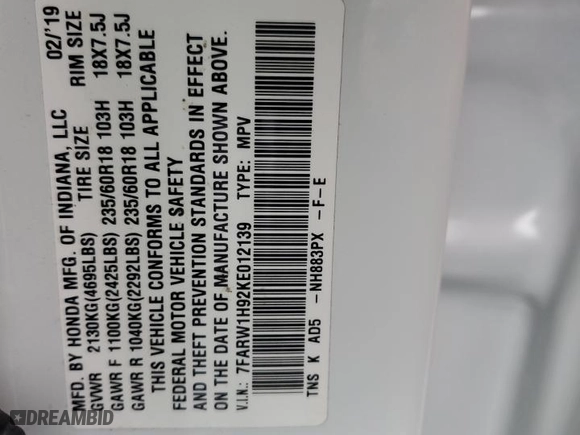 MFD. BY HONDA MFG. OF INDIANA, LLC 02/'19
GVWR 2130KG(4695LBS) TIRE SIZE RIM SIZE
GAWR F 1100KG(2425LBS) 235/60R18 103H 18X7.5J
GAWR R 1040KG(2292LBS) 235/60R18 103H 18X7.5J
THIS VEHICLE CONFORMS TO ALL APPLICABLE
FEDERAL MOTOR VEHICLE SAFETY
AND THEFT PREVENTION STANDARDS IN EFFECT
ON THE DATE OF MANUFACTURE SHOWN ABOVE.
V.I.N.: 7FARW1H92KE012139 TYPE: MPV
TNS K AD5 -NH883PX -F-E
DREAMBID